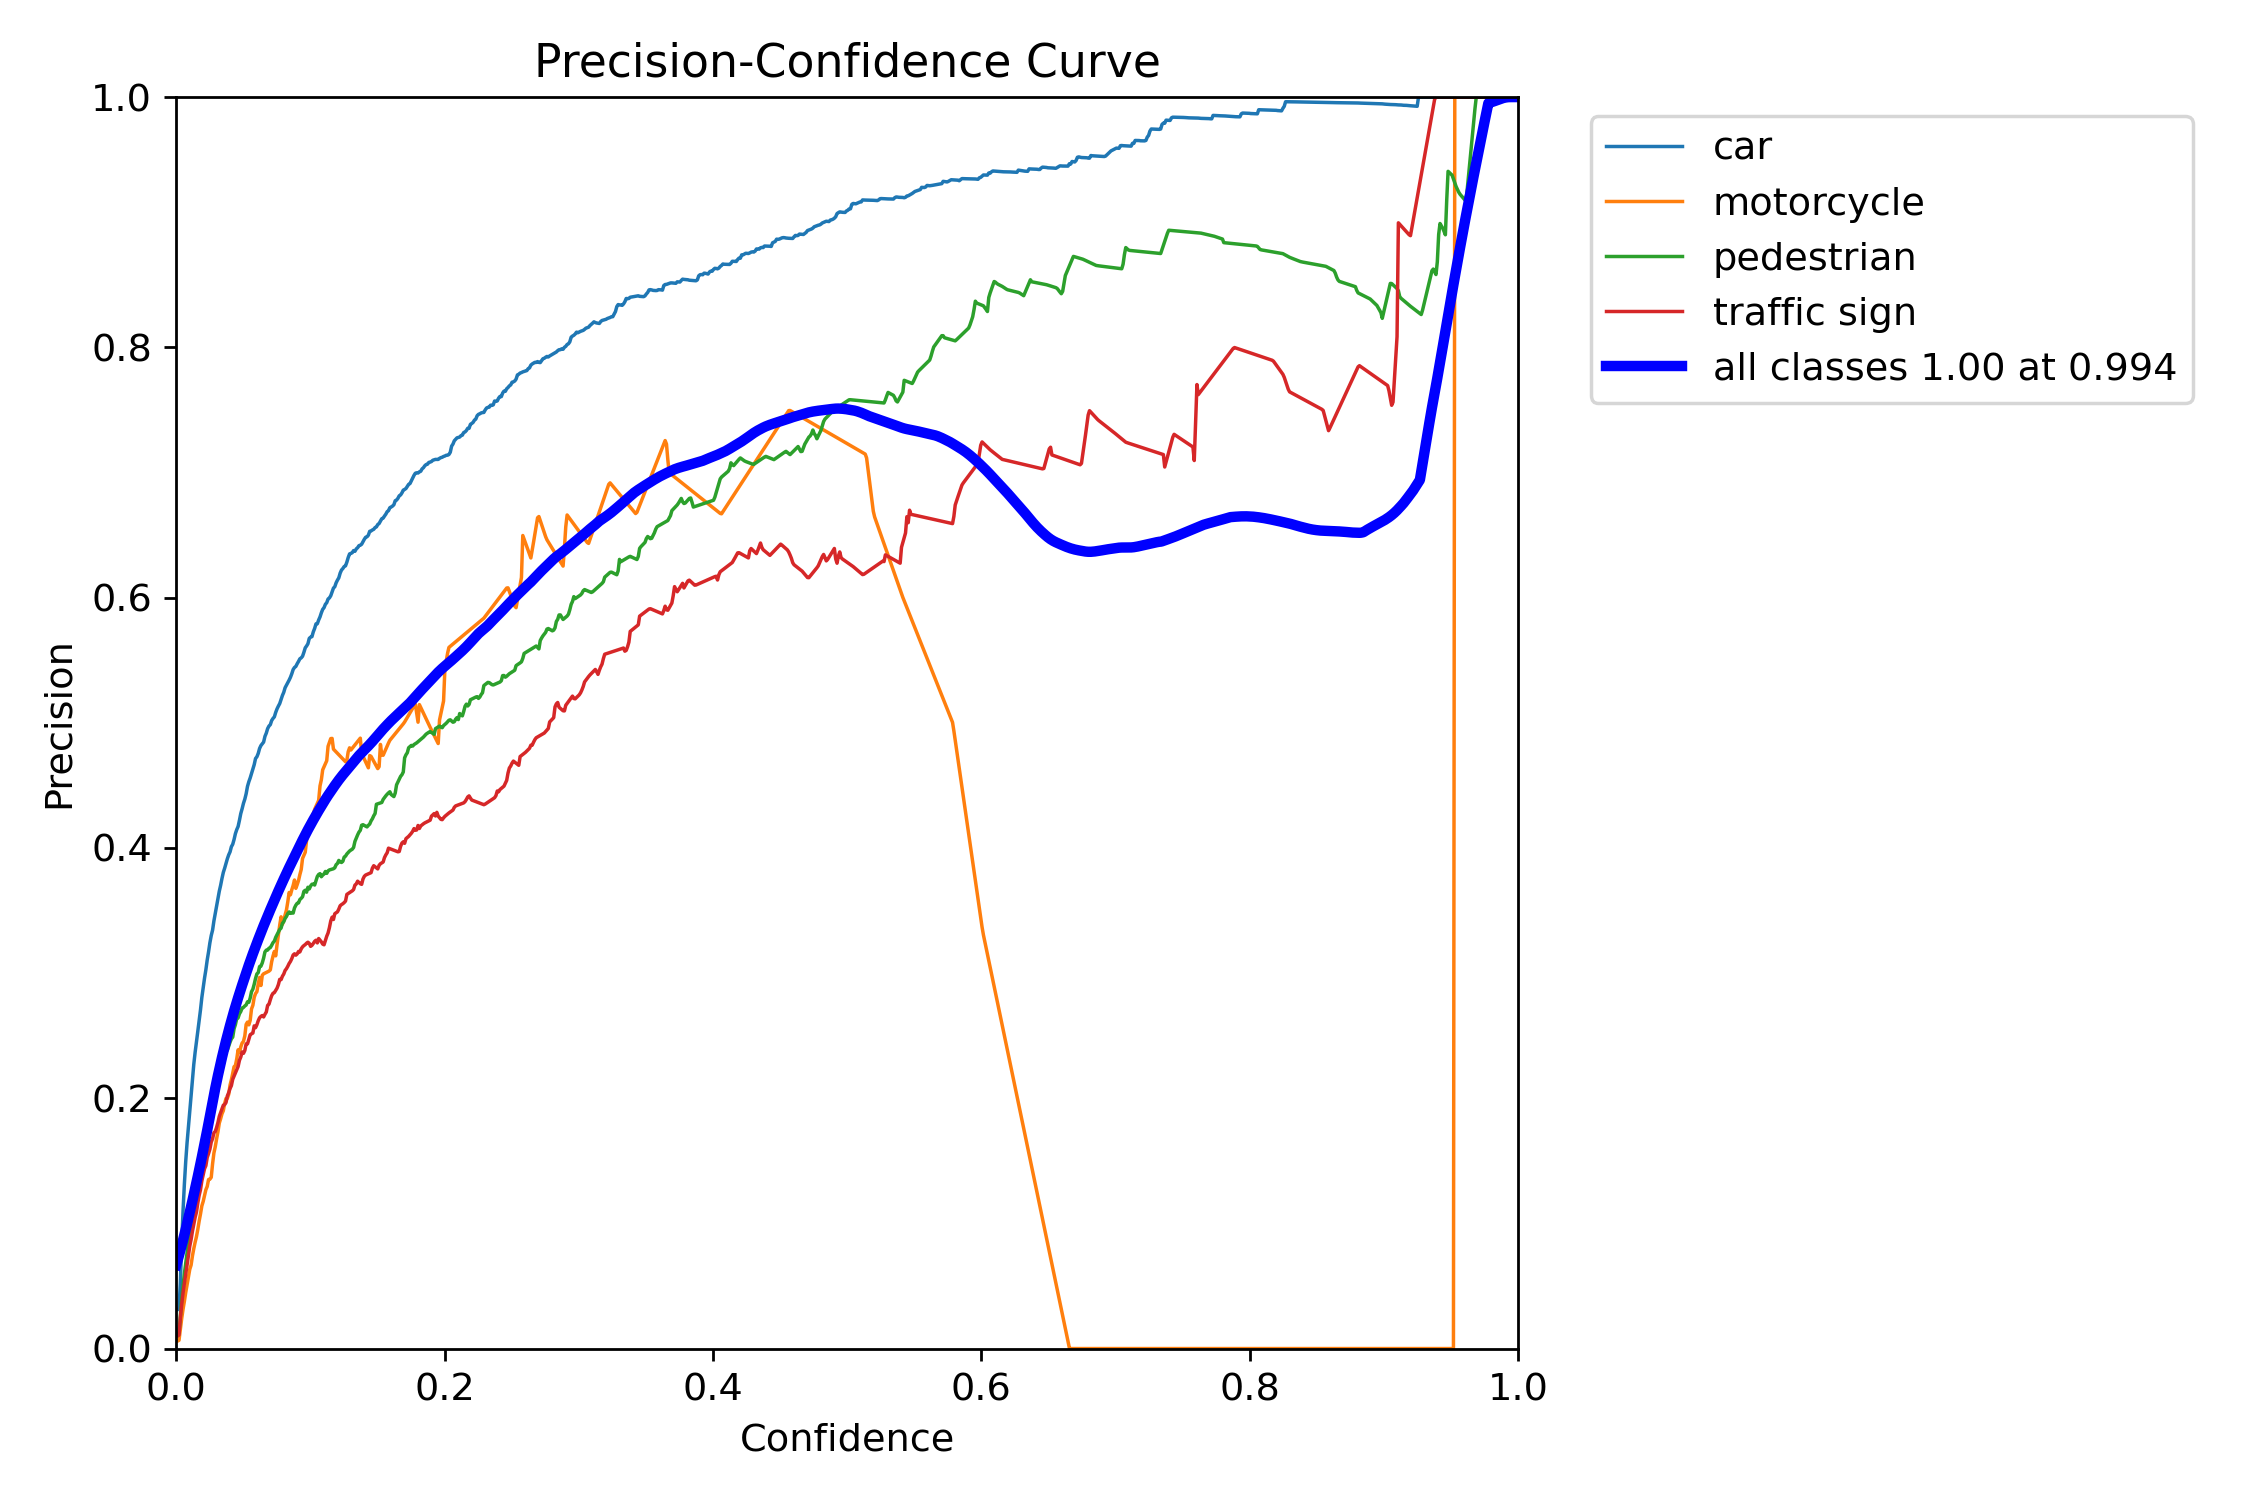 Precision-Confidence Curve
1.0
0.8
0.6
0.4
0.2
0.0
Precision
0.0 0.2 0.4 0.6 0.8 1.0
Confidence
car
motorcycle
pedestrian
traffic sign
all classes 1.00 at 0.994